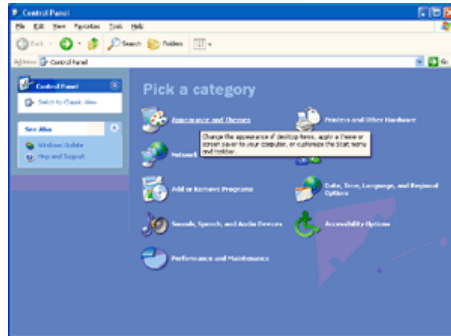 Control Panel
File Edit View Favorites Tools Help
Back Search Folders
Address Control Panel Go
Control Panel
Switch to Classic View
See Also
Windows Update
Help and Support
Pick a category
Appearance and Themes
Printers and Other Hardware
Change the appearance of desktop items, apply a theme or
screen saver to your computer, or customize the Start menu
and taskbar.
Network
Add or Remove Programs
Date, Time, Language, and Regional
Options
Sounds, Speech, and Audio Devices
Accessibility Options
Performance and Maintenance